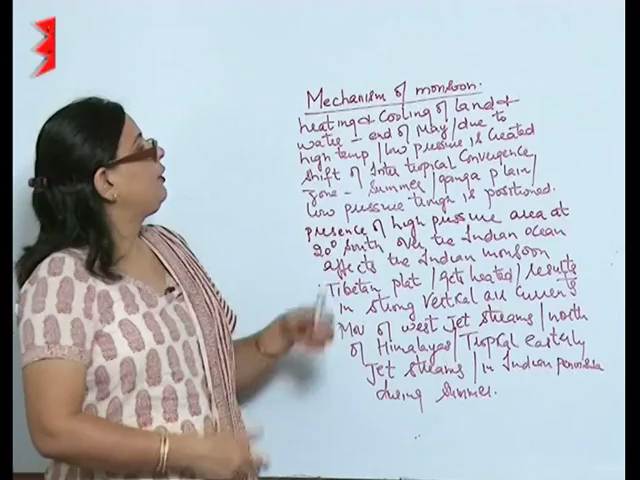 Mechanism of monsoon.
heating & cooling of land &
water - end of May/due to
high temp/low pressure is created
shift of Inter tropical Convergence
Zone - Summer/ganga plain/
low pressure trough is positioned.
presence of high pressure area at
20° South over the Indian ocean
affects the Indian monsoon
Tibetan plat/gets heated/results
in strong vertical air currents
Mov of west Jet streams/north
of Himalayas/Tropcal easterly
Jet streams/in Indian peninsula
during summer.